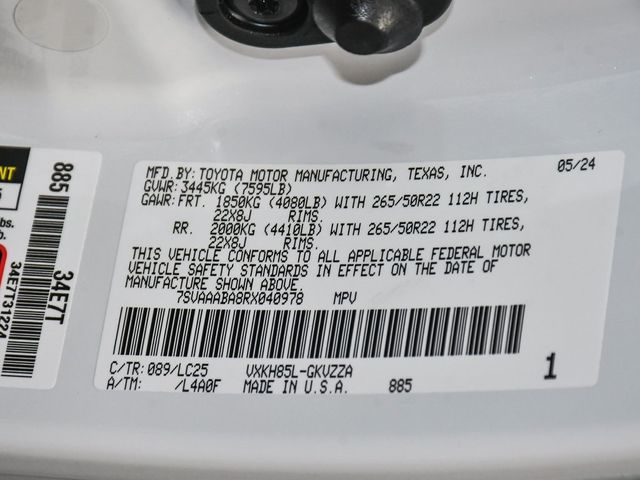 MFD.BY: TOYOTA MOTOR MANUFACTURING, TEXAS, INC. 05/24
GVWR: 3445KG (7595LB)
GAWR: FRT. 1850KG (4080LB) WITH 265/50R22 112H TIRES,
22X8J RIMS.
RR. 2000KG (4410LB) WITH 265/50R22 112H TIRES,
22X8J RIMS.
THIS VEHICLE CONFORMS TO ALL APPLICABLE FEDERAL MOTOR
VEHICLE SAFETY STANDARDS IN EFFECT ON THE DATE OF
MANUFACTURE SHOWN ABOVE.
7SVAAABA8RX040978 MPV
C/TR: 089/LC25 VXKH85L-GKVZZA
A/TM: /L4A0F MADE IN U.S.A. 885
1
885 34E7T
34E7T31224